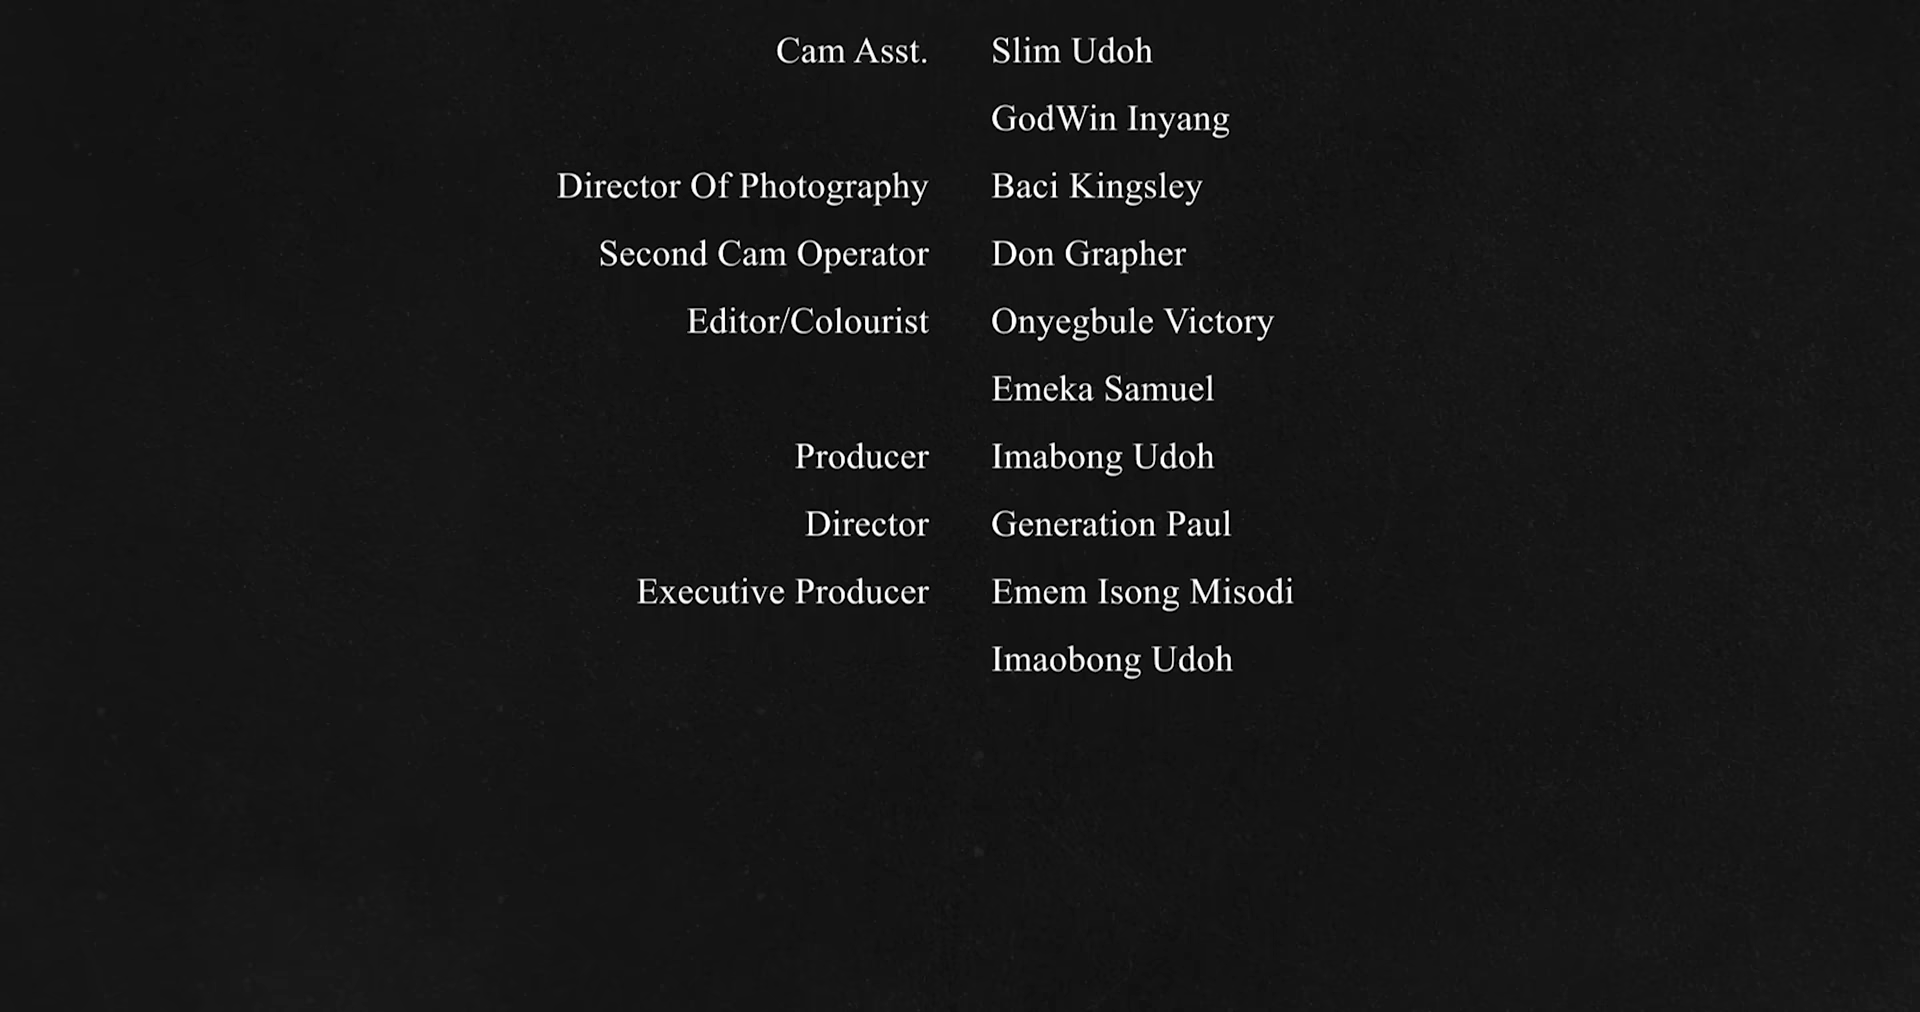 Cam Asst. Slim Udoh
GodWin Inyang
Director Of Photography Baci Kingsley
Second Cam Operator Don Grapher
Editor/Colourist Onyegbule Victory
Emeka Samuel
Producer Imabong Udoh
Director Generation Paul
Executive Producer Emem Isong Misodi
Imaobong Udoh